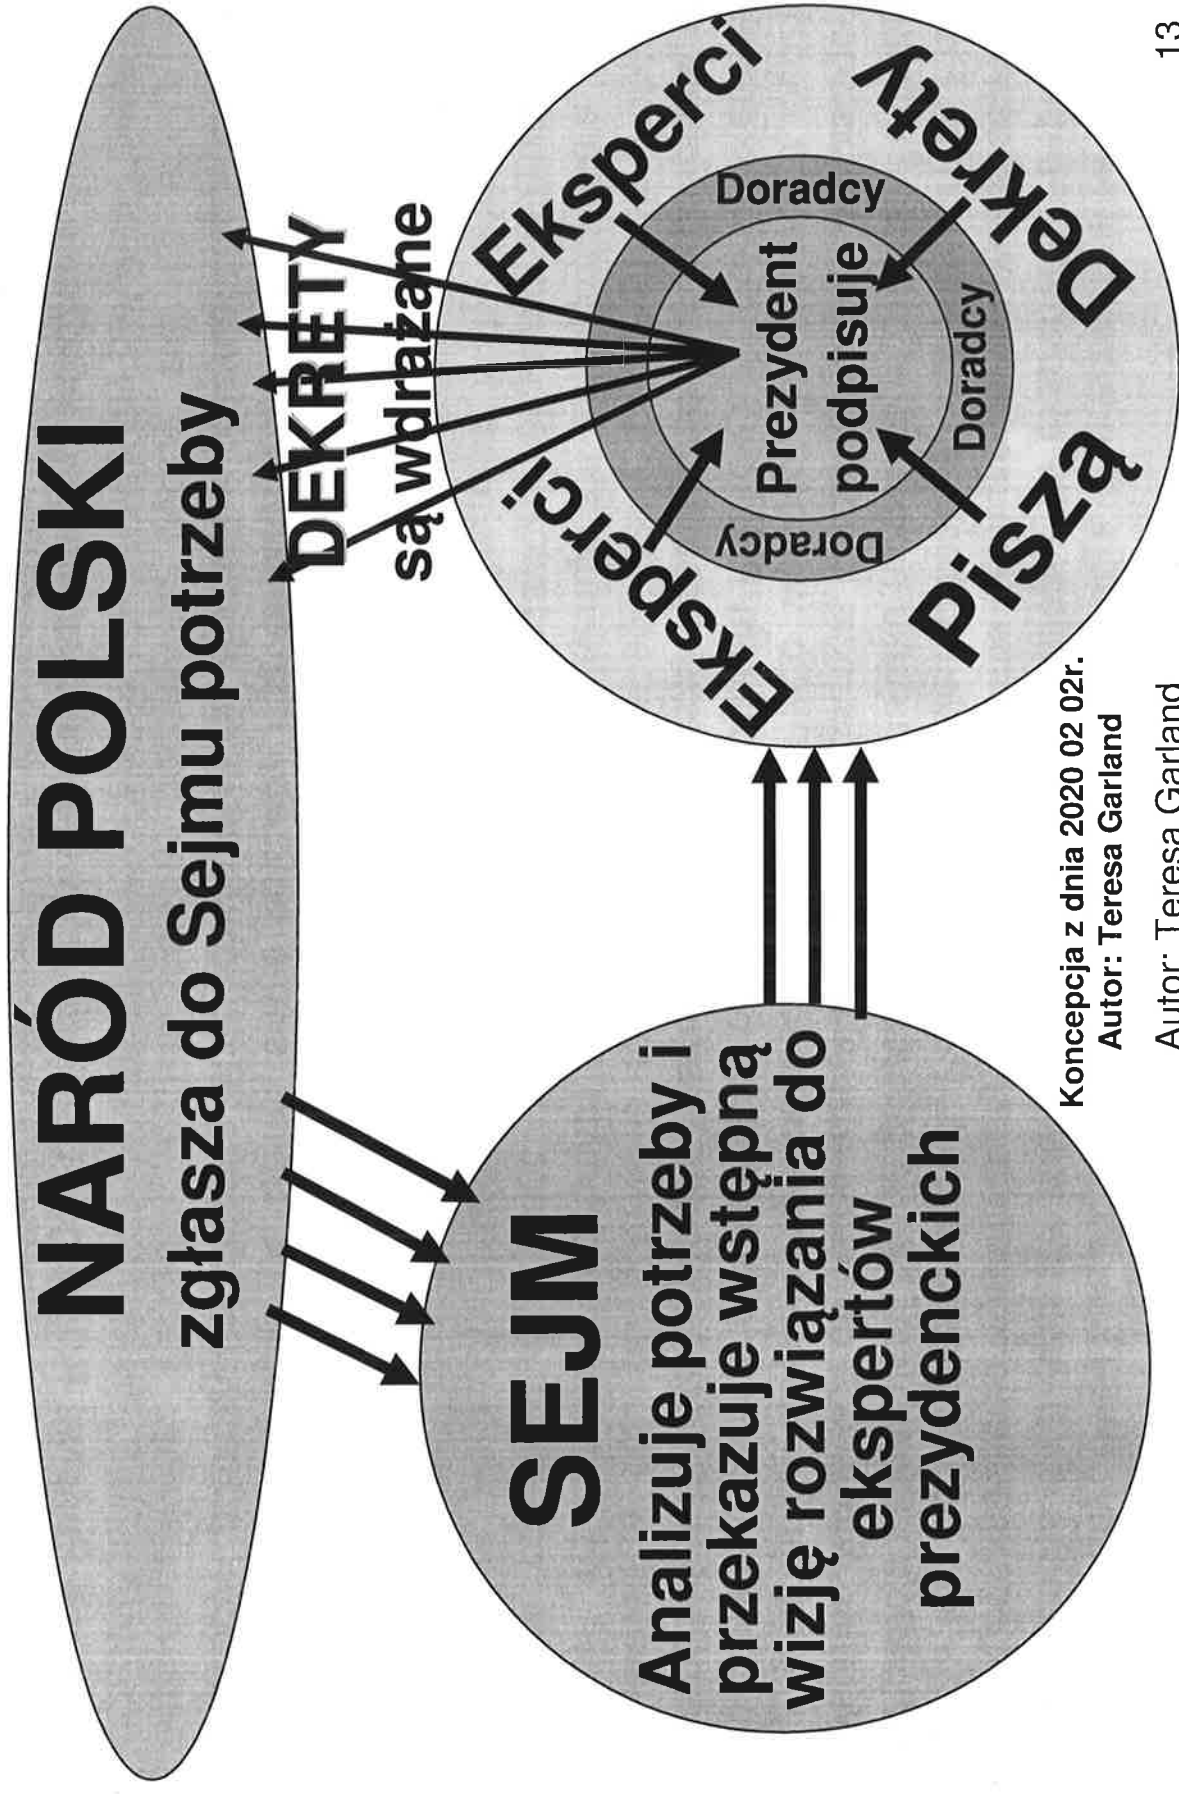 NARÓD POLSKI
zgłasza do Sejmu potrzeby
DEKRETY
są wdrażane
SEJM
Analizuje potrzeby i
przekazuje wstępną
wizję rozwiązania do
ekspertów
prezydenckich
Eksperci
Eksperci
Piszą
Dekrety
Doradcy
Doradcy
Doradcy
Prezydent
podpisuje
Koncepcja z dnia 2020 02 02r.
Autor: Teresa Garland
Autor: Teresa Garland
13